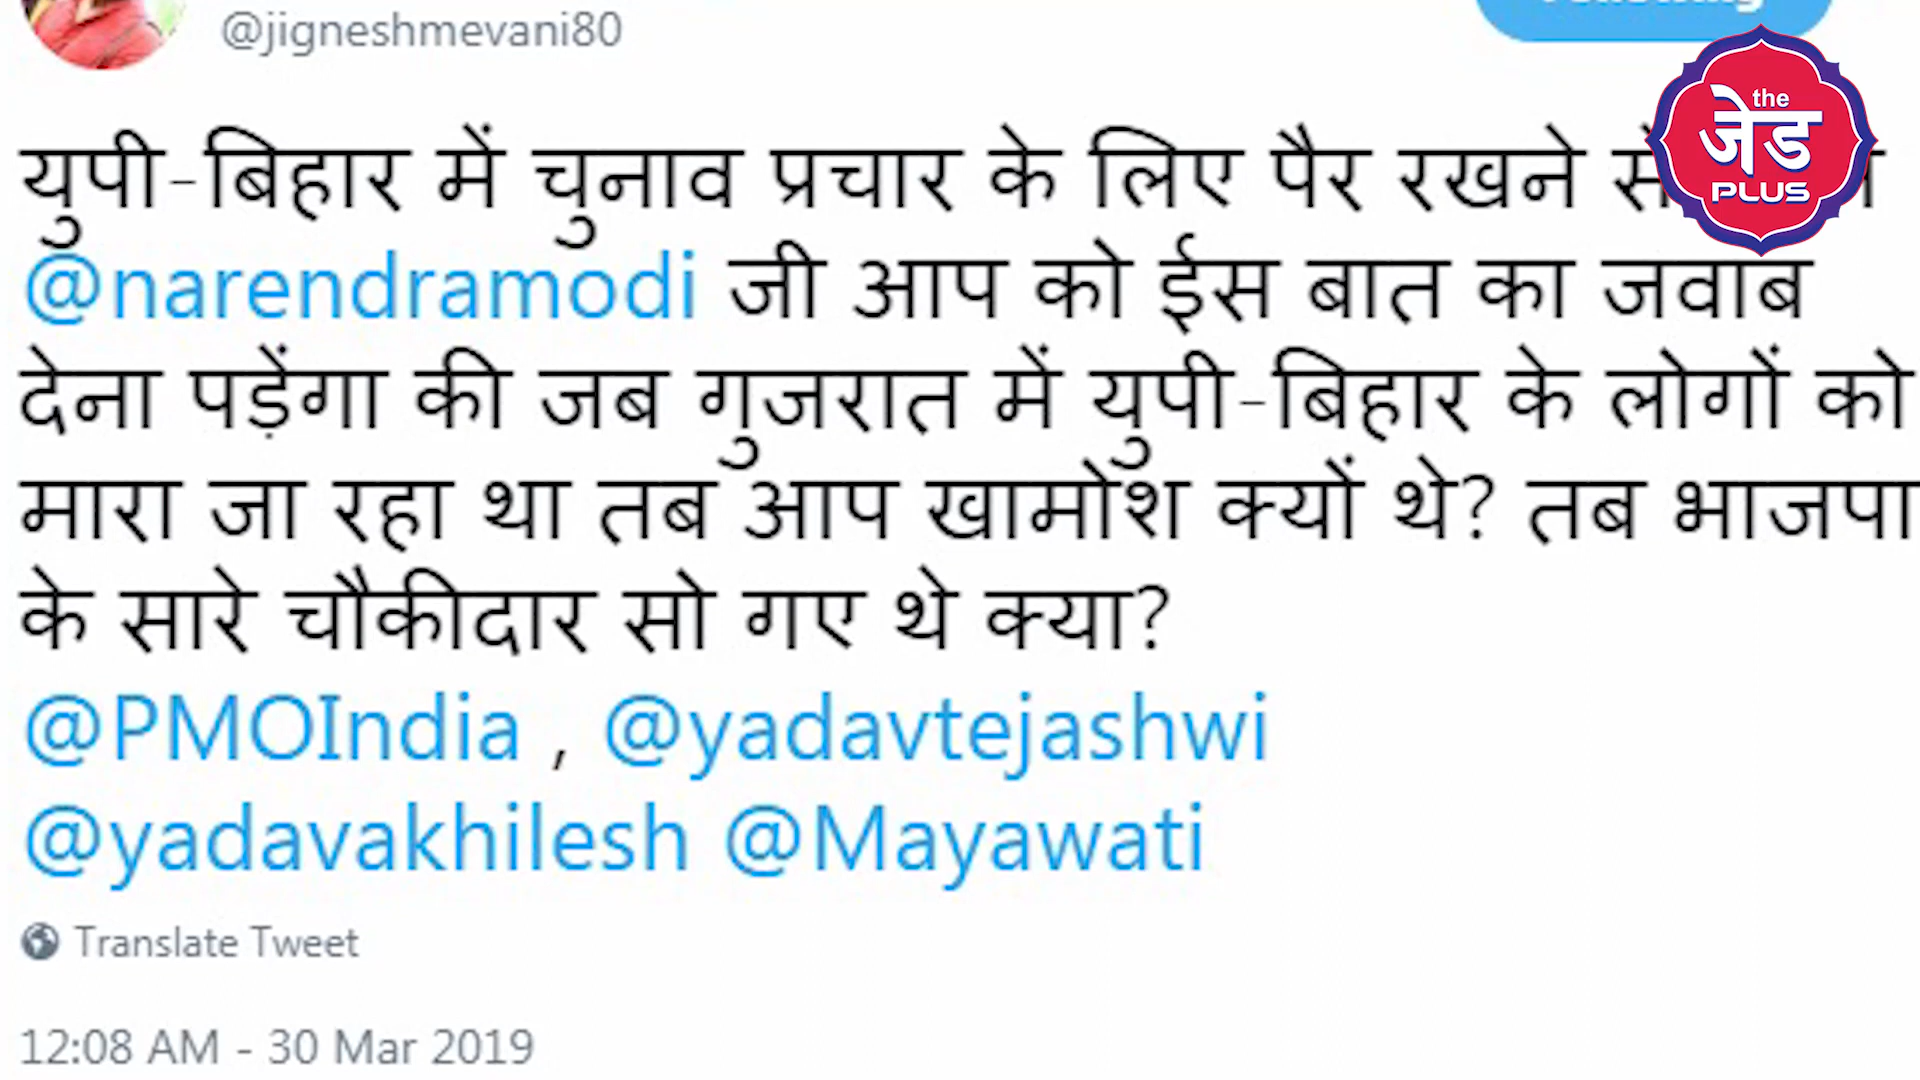 @jigneshmevani80
Following
the
जेड
PLUS
युपी-बिहार में चुनाव प्रचार के लिए पैर रखने से
@narendramodi जी आप को ईस बात का जवाब
देना पड़ेंगा की जब गुजरात में युपी-बिहार के लोगों को
मारा जा रहा था तब आप खामोश क्यों थे? तब भाजपा
के सारे चौकीदार सो गए थे क्या?
@PMOIndia , @yadavtejashwi
@yadavakhilesh @Mayawati
Translate Tweet
12:08 AM - 30 Mar 2019